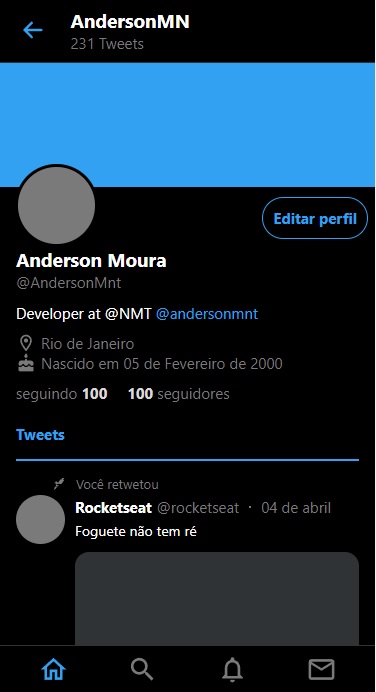 AndersonMN
231 Tweets
Editar perfil
Anderson Moura
@AndersonMnt
Developer at @NMT @andersonmnt
Rio de Janeiro
Nascido em 05 de Fevereiro de 2000
seguindo 100 100 seguidores
Tweets
Você retwetou
Rocketseat @rocketseat · 04 de abril
Foguete não tem ré